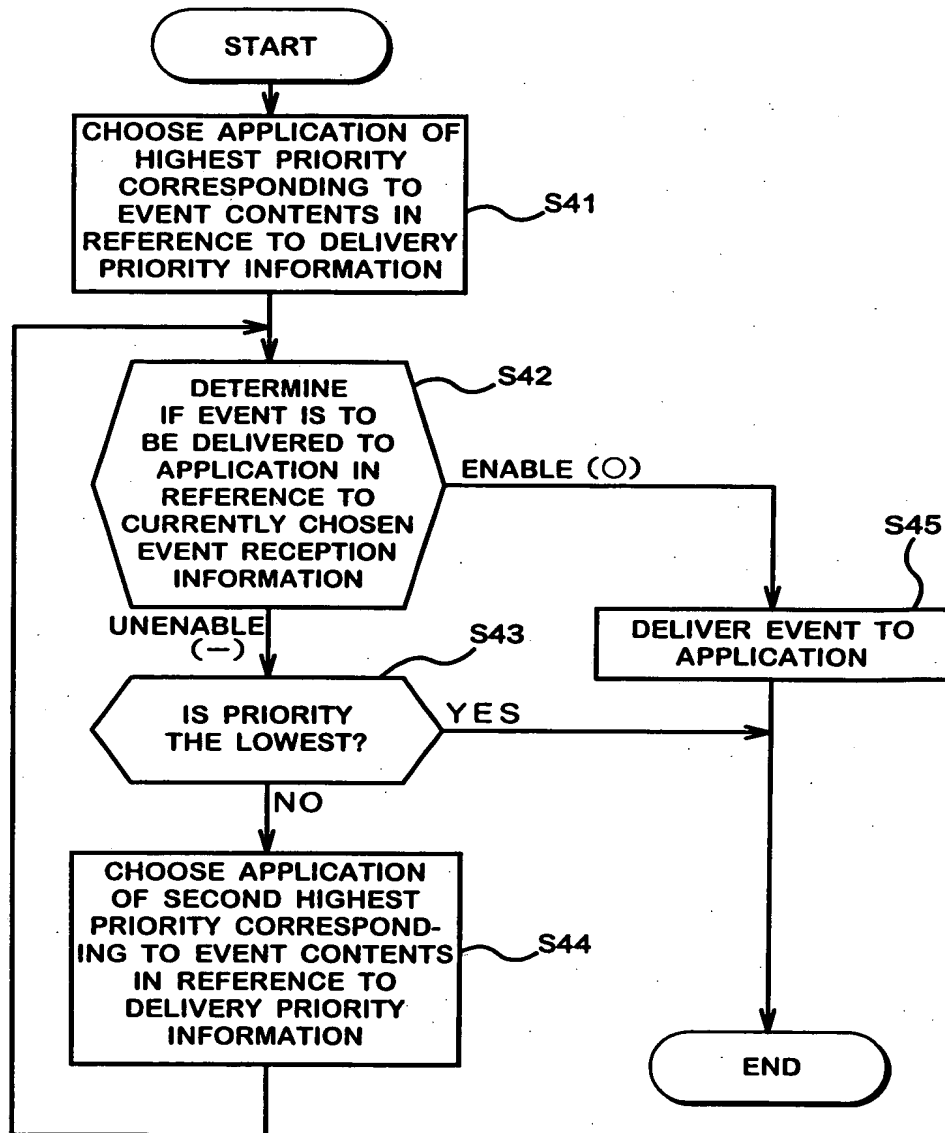 START
CHOOSE APPLICATION OF
HIGHEST PRIORITY
CORRESPONDING TO
EVENT CONTENTS IN
REFERENCE TO DELIVERY
PRIORITY INFORMATION
S41
DETERMINE
IF EVENT IS TO
BE DELIVERED TO
APPLICATION IN
REFERENCE TO
CURRENTLY CHOSEN
EVENT RECEPTION
INFORMATION
S42
ENABLE (○)
UNENABLE
(—)
S45
DELIVER EVENT TO
APPLICATION
S43
IS PRIORITY
THE LOWEST?
YES
NO
CHOOSE APPLICATION
OF SECOND HIGHEST
PRIORITY CORRESPOND-
ING TO EVENT CONTENTS
IN REFERENCE TO
DELIVERY PRIORITY
INFORMATION
S44
END